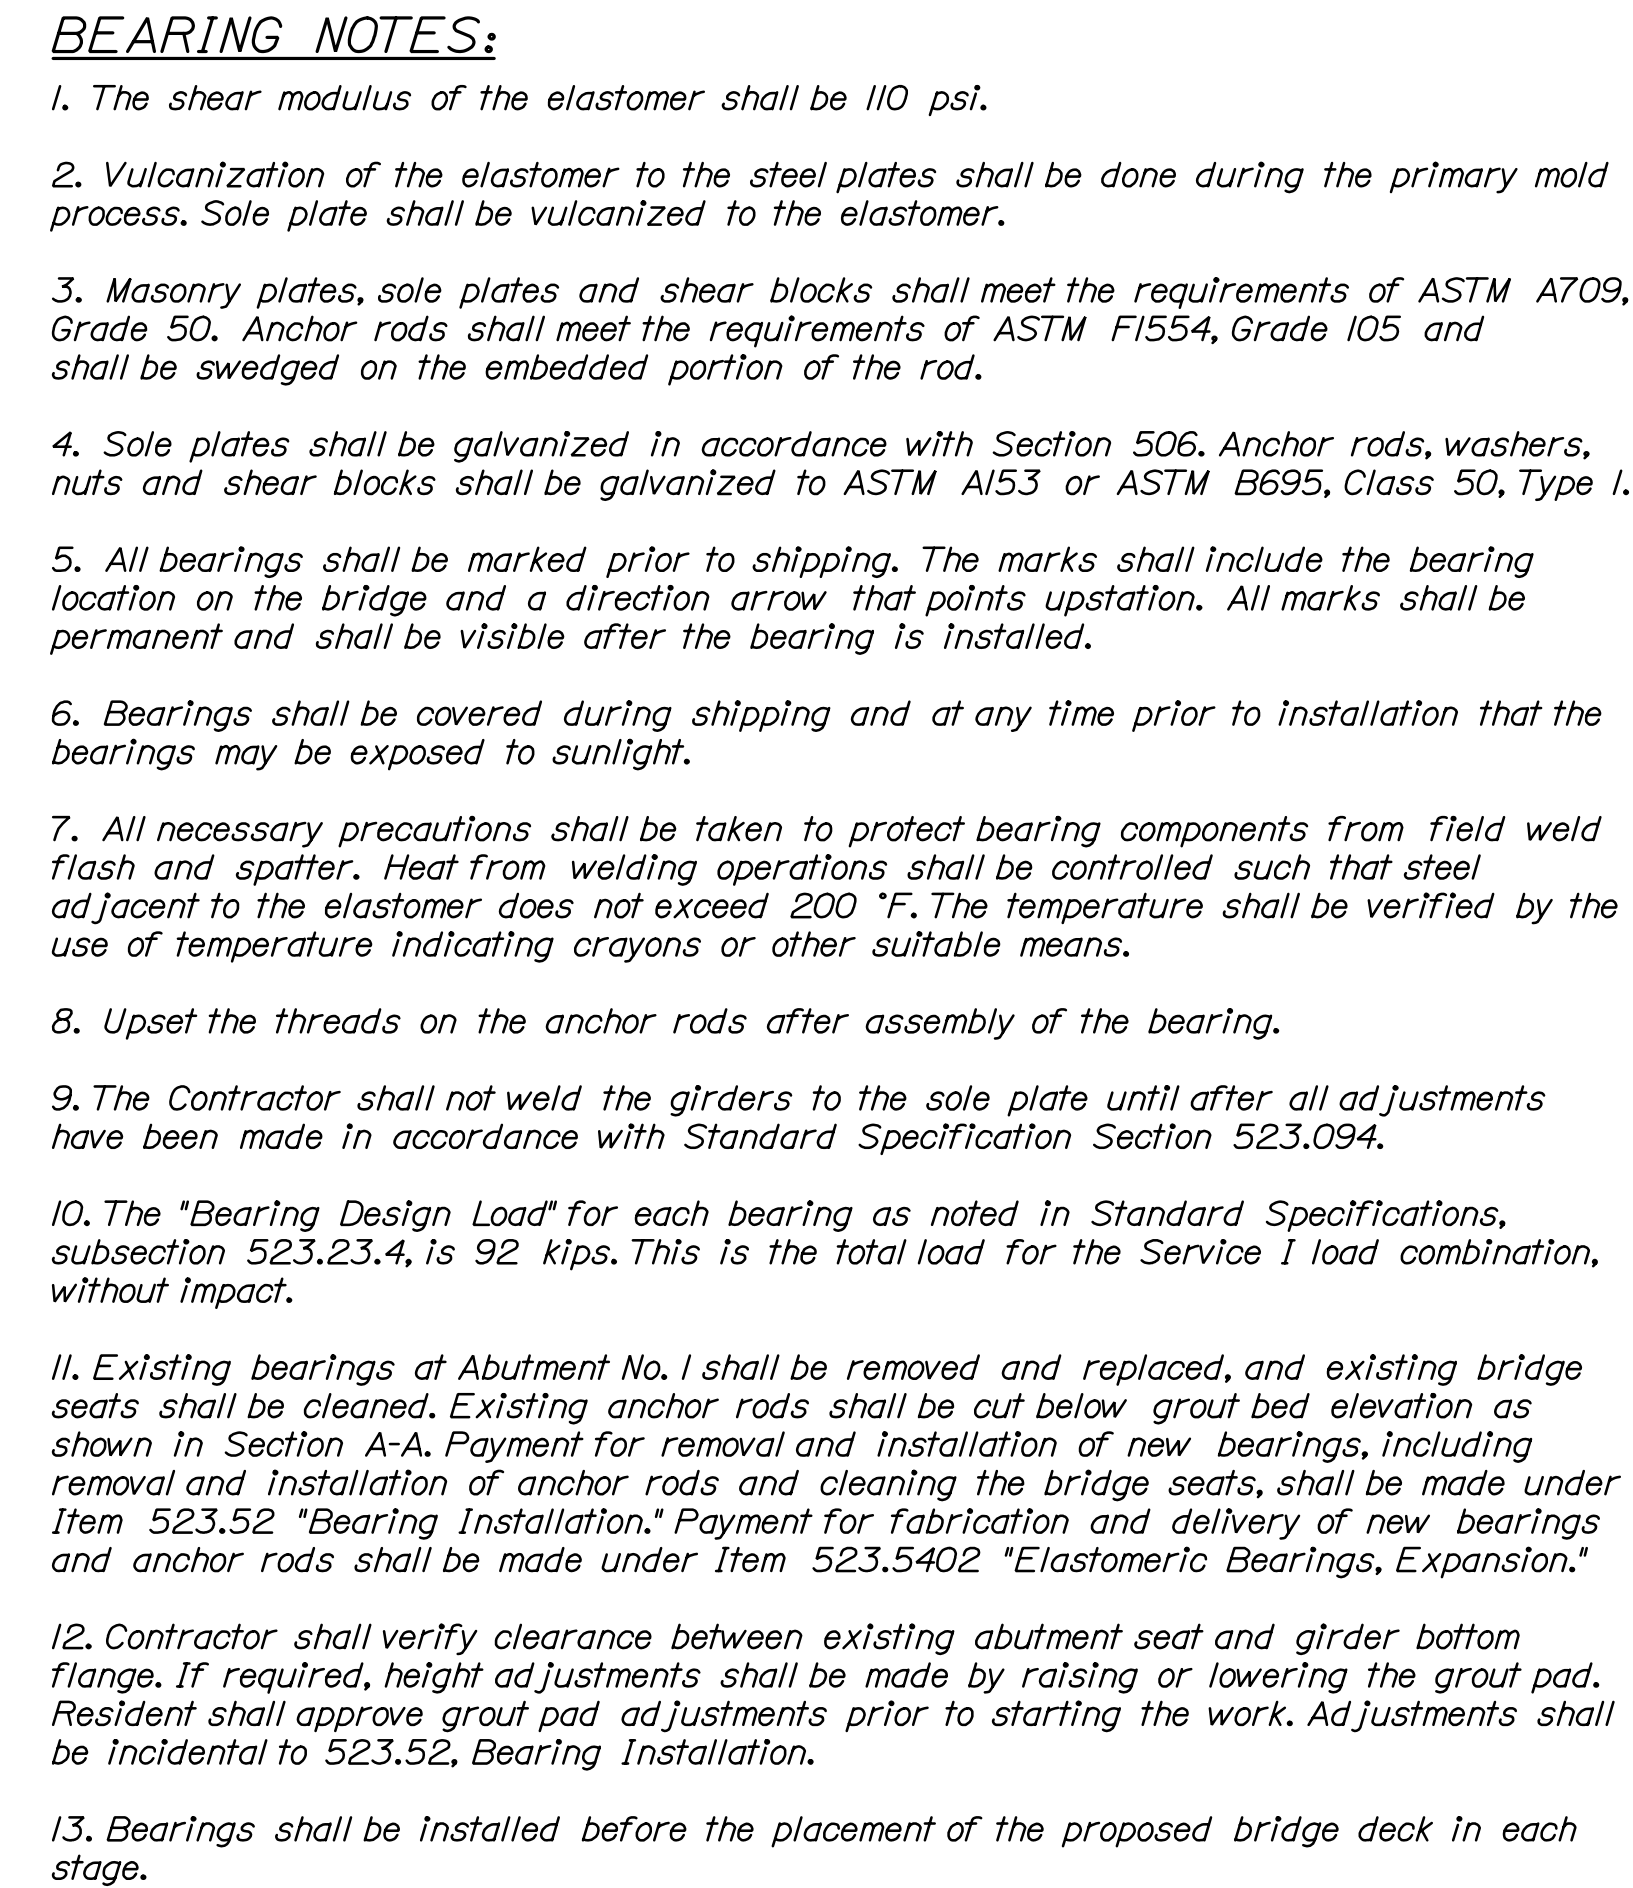 BEARING NOTES:
1. The shear modulus of the elastomer shall be 110 psi.
2. Vulcanization of the elastomer to the steel plates shall be done during the primary mold
process. Sole plate shall be vulcanized to the elastomer.
3. Masonry plates, sole plates and shear blocks shall meet the requirements of ASTM A709,
Grade 50. Anchor rods shall meet the requirements of ASTM F1554, Grade 105 and
shall be swedged on the embedded portion of the rod.
4. Sole plates shall be galvanized in accordance with Section 506. Anchor rods, washers,
nuts and shear blocks shall be galvanized to ASTM A153 or ASTM B695, Class 50, Type 1.
5. All bearings shall be marked prior to shipping. The marks shall include the bearing
location on the bridge and a direction arrow that points upstation. All marks shall be
permanent and shall be visible after the bearing is installed.
6. Bearings shall be covered during shipping and at any time prior to installation that the
bearings may be exposed to sunlight.
7. All necessary precautions shall be taken to protect bearing components from field weld
flash and spatter. Heat from welding operations shall be controlled such that steel
adjacent to the elastomer does not exceed 200 °F. The temperature shall be verified by the
use of temperature indicating crayons or other suitable means.
8. Upset the threads on the anchor rods after assembly of the bearing.
9. The Contractor shall not weld the girders to the sole plate until after all adjustments
have been made in accordance with Standard Specification Section 523.094.
10. The "Bearing Design Load" for each bearing as noted in Standard Specifications,
subsection 523.23.4, is 92 kips. This is the total load for the Service I load combination,
without impact.
11. Existing bearings at Abutment No. 1 shall be removed and replaced, and existing bridge
seats shall be cleaned. Existing anchor rods shall be cut below grout bed elevation as
shown in Section A-A. Payment for removal and installation of new bearings, including
removal and installation of anchor rods and cleaning the bridge seats, shall be made under
Item 523.52 "Bearing Installation." Payment for fabrication and delivery of new bearings
and anchor rods shall be made under Item 523.5402 "Elastomeric Bearings, Expansion."
12. Contractor shall verify clearance between existing abutment seat and girder bottom
flange. If required, height adjustments shall be made by raising or lowering the grout pad.
Resident shall approve grout pad adjustments prior to starting the work. Adjustments shall
be incidental to 523.52, Bearing Installation.
13. Bearings shall be installed before the placement of the proposed bridge deck in each
stage.